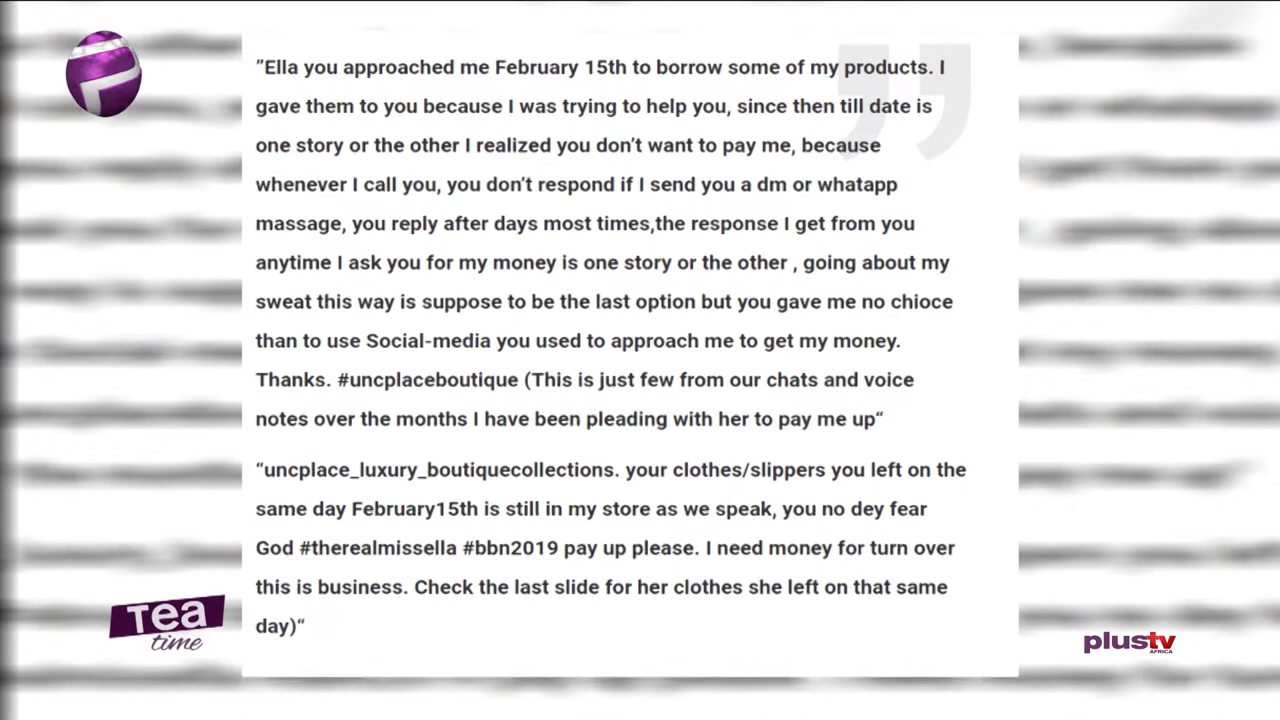 ”Ella you approached me February 15th to borrow some of my products. I
gave them to you because I was trying to help you, since then till date is
one story or the other I realized you don’t want to pay me, because
whenever I call you, you don’t respond if I send you a dm or whatapp
massage, you reply after days most times,the response I get from you
anytime I ask you for my money is one story or the other , going about my
sweat this way is suppose to be the last option but you gave me no chioce
than to use Social-media you used to approach me to get my money.
Thanks. #uncplaceboutique (This is just few from our chats and voice
notes over the months I have been pleading with her to pay me up“
“uncplace_luxury_boutiquecollections. your clothes/slippers you left on the
same day February15th is still in my store as we speak, you no dey fear
God #therealmissella #bbn2019 pay up please. I need money for turn over
this is business. Check the last slide for her clothes she left on that same
day)“
Tea
time
plustv
AFRICA